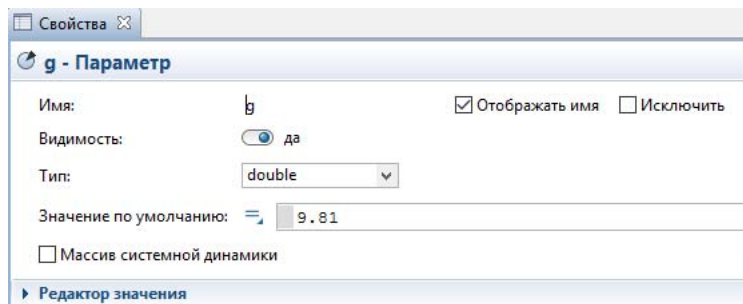 Свойства
g - Параметр
Имя: g Отображать имя Исключить
Видимость: да
Тип: double
Значение по умолчанию: 9.81
Массив системной динамики
Редактор значения